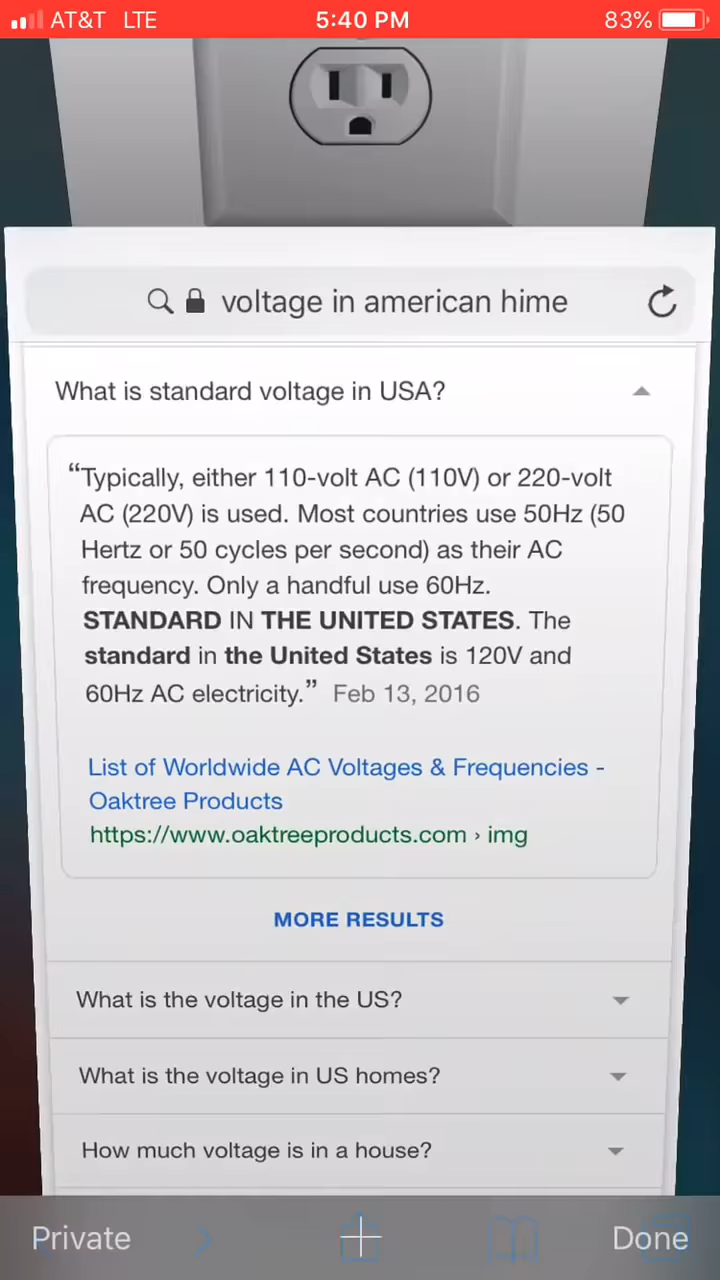 AT&T LTE 5:40 PM 83%
voltage in american hime
What is standard voltage in USA?
“Typically, either 110-volt AC (110V) or 220-volt
AC (220V) is used. Most countries use 50Hz (50
Hertz or 50 cycles per second) as their AC
frequency. Only a handful use 60Hz.
STANDARD IN THE UNITED STATES. The
standard in the United States is 120V and
60Hz AC electricity.” Feb 13, 2016
List of Worldwide AC Voltages & Frequencies -
Oaktree Products
https://www.oaktreeproducts.com › img
MORE RESULTS
What is the voltage in the US?
What is the voltage in US homes?
How much voltage is in a house?
Private Done